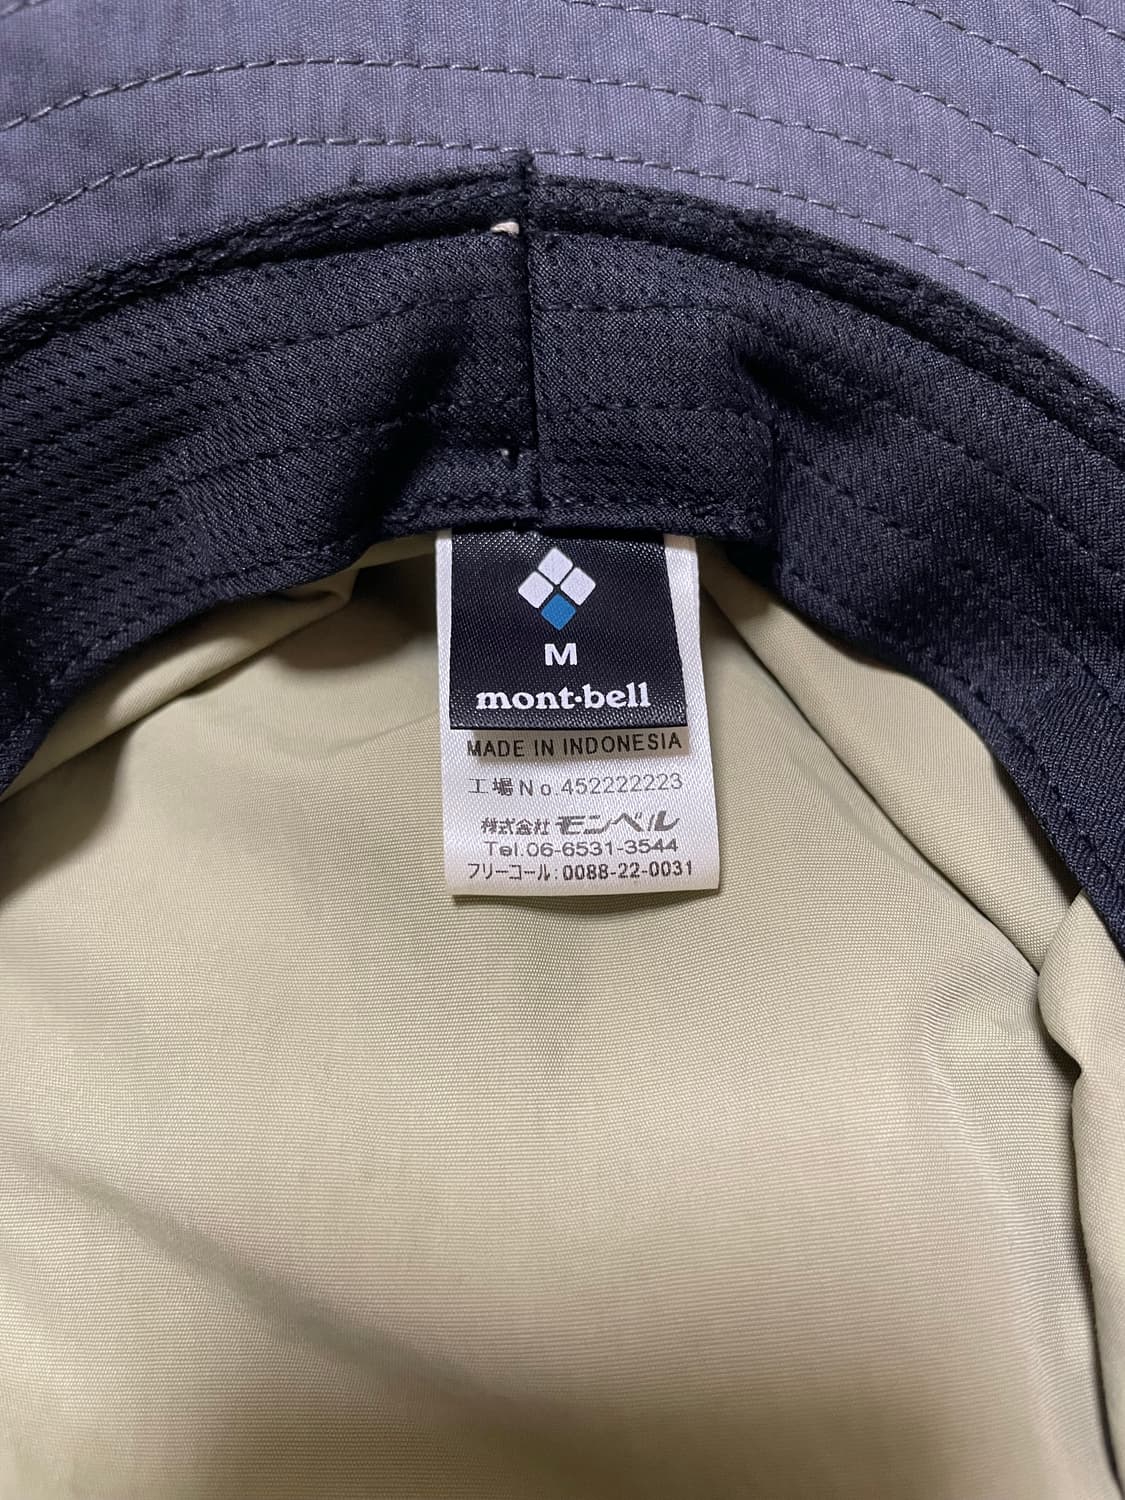 M
mont·bell
MADE IN INDONESIA
工場No.452222223
株式会社モンベル
Tel.06-6531-3544
フリーコール:0088-22-0031